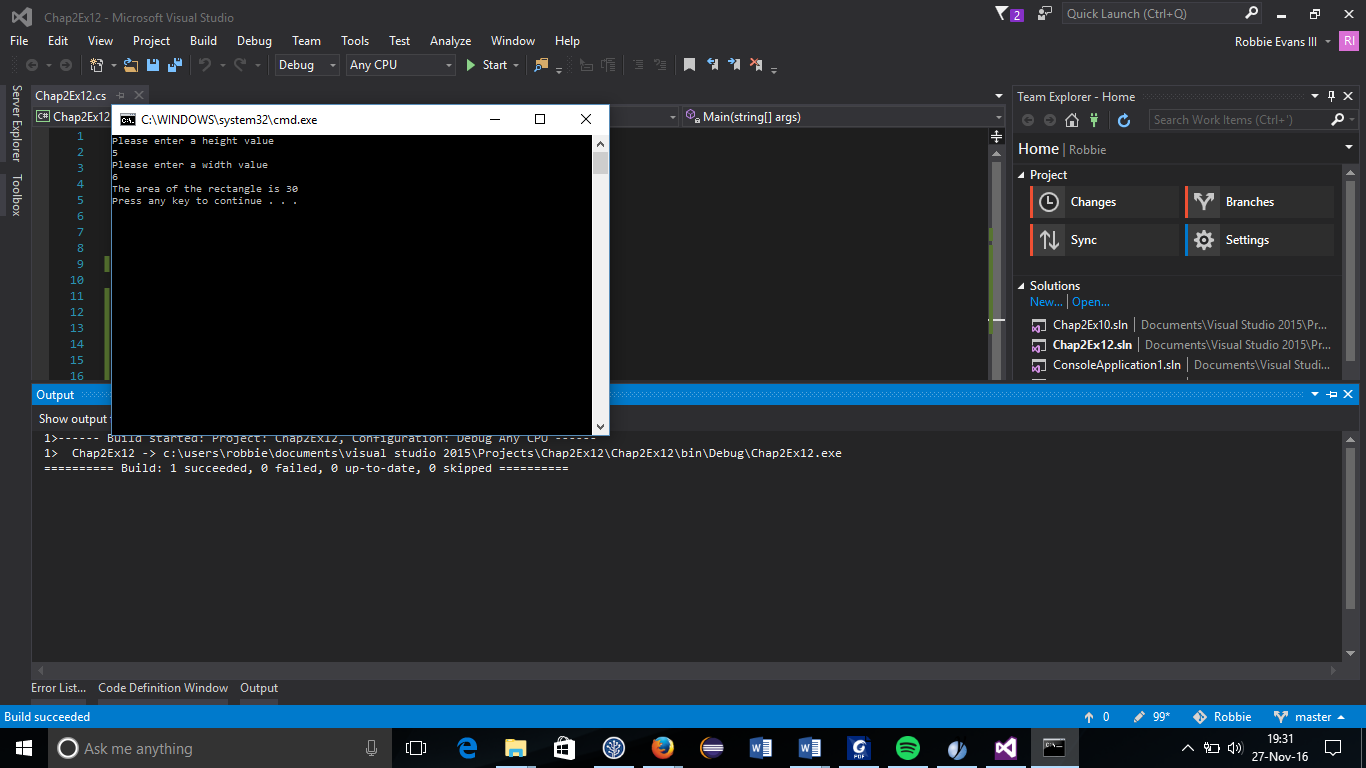 Chap2Ex12 - Microsoft Visual Studio
2
Quick Launch (Ctrl+Q)
File Edit View Project Build Debug Team Tools Test Analyze Window Help
Robbie Evans III
RI
Debug Any CPU Start
Server Explorer
Toolbox
Chap2Ex12.cs
C# Chap2Ex12
Main(string[] args)
C:\WINDOWS\system32\cmd.exe
Please enter a height value
5
Please enter a width value
6
The area of the rectangle is 30
Press any key to continue . . .
1
2
3
4
5
6
7
8
9
10
11
12
13
14
15
16
Team Explorer - Home
Search Work Items (Ctrl+')
Home | Robbie
Project
Changes Branches
Sync Settings
Solutions
New... | Open...
Chap2Ex10.sln | Documents\Visual Studio 2015\Pr...
Chap2Ex12.sln | Documents\Visual Studio 2015\Pr...
ConsoleApplication1.sln | Documents\Visual Studi...
Output
Show output
1>------ Build started: Project: Chap2Ex12, Configuration: Debug Any CPU ------
1>  Chap2Ex12 -> c:\users\robbie\documents\visual studio 2015\Projects\Chap2Ex12\Chap2Ex12\bin\Debug\Chap2Ex12.exe
========== Build: 1 succeeded, 0 failed, 0 up-to-date, 0 skipped ==========
Error List... Code Definition Window Output
Build succeeded
0 99* Robbie master
Ask me anything
19:31
27-Nov-16